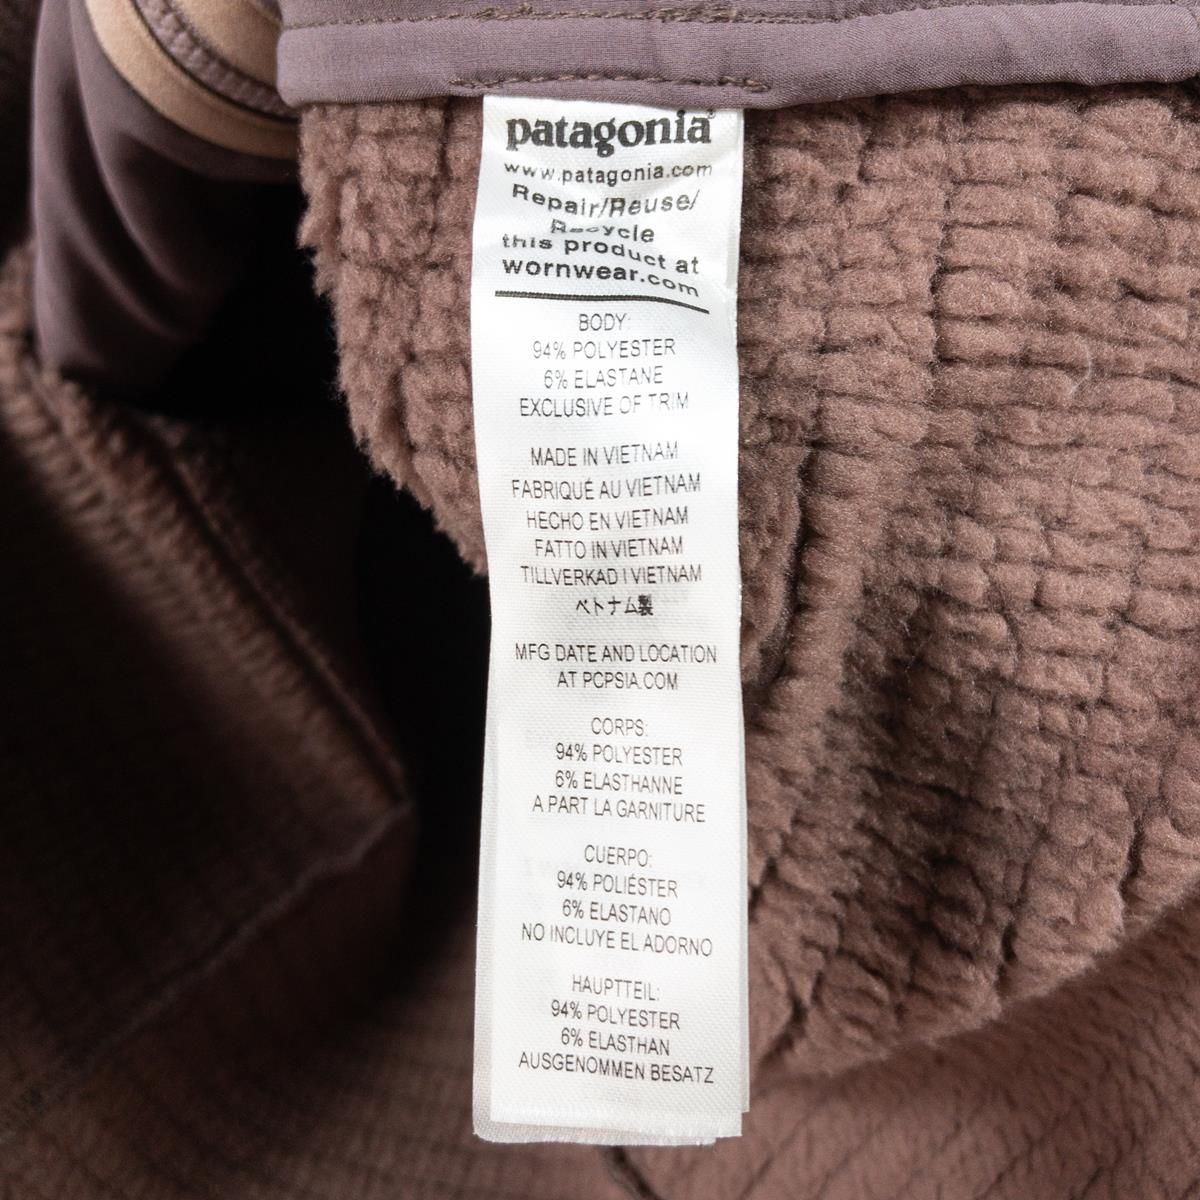 patagonia®
www.patagonia.com
Repair/Reuse/
Recycle
this product at
wornwear.com
BODY:
94% POLYESTER
6% ELASTANE
EXCLUSIVE OF TRIM
MADE IN VIETNAM
FABRIQUÉ AU VIETNAM
HECHO EN VIETNAM
FATTO IN VIETNAM
TILLVERKAD I VIETNAM
ベトナム製
MFG DATE AND LOCATION
AT PCPSIA.COM
CORPS:
94% POLYESTER
6% ELASTHANNE
A PART LA GARNITURE
CUERPO:
94% POLIÉSTER
6% ELASTANO
NO INCLUYE EL ADORNO
HAUPTTEIL:
94% POLYESTER
6% ELASTHAN
AUSGENOMMEN BESATZ